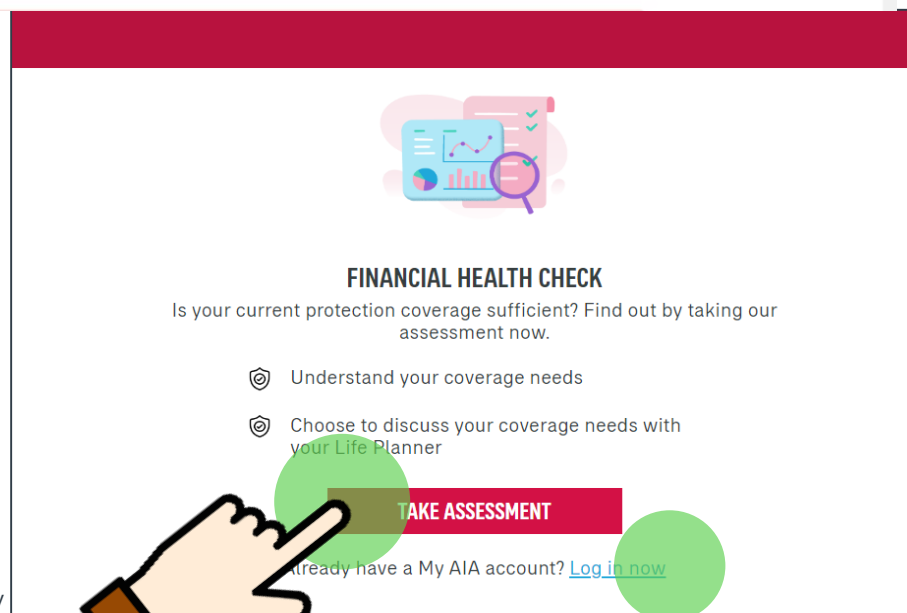 FINANCIAL HEALTH CHECK
Is your current protection coverage sufficient? Find out by taking our
assessment now.
Understand your coverage needs
Choose to discuss your coverage needs with
your Life Planner
TAKE ASSESSMENT
Already have a My AIA account? Log in now